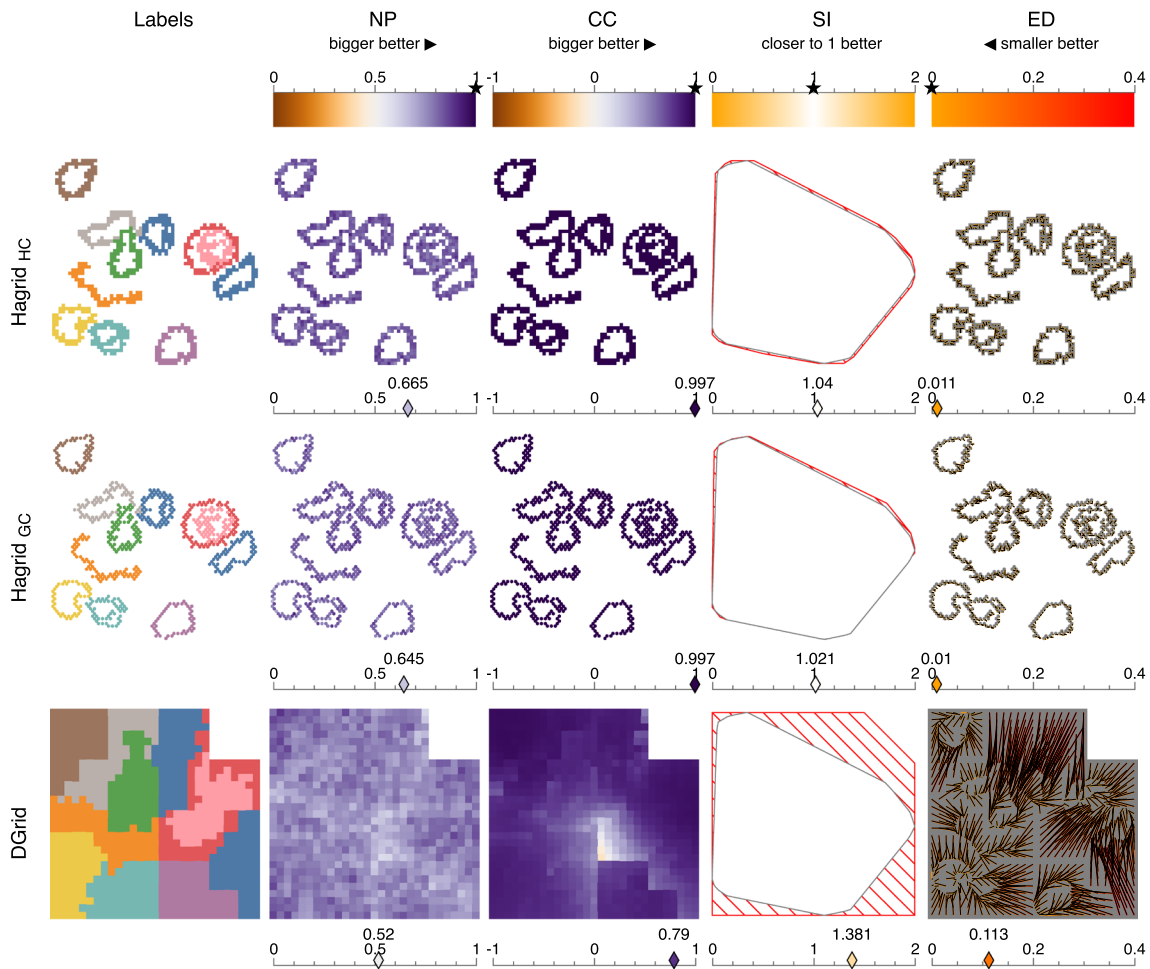 Labels NP CC SI ED
bigger better ▶ bigger better ▶ closer to 1 better ◀ smaller better
0 0.5 1 -1 0 1 0 1 2 0 0.2 0.4
Hagrid HC
0.665 0.997 1.04 0.011
0 0.5 1 -1 0 1 0 1 2 0 0.2 0.4
Hagrid GC
0.645 0.997 1.021 0.01
0 0.5 1 -1 0 1 0 1 2 0 0.2 0.4
DGrid
0.52 0.79 1.381 0.113
0 0.5 1 -1 0 1 0 1 2 0 0.2 0.4